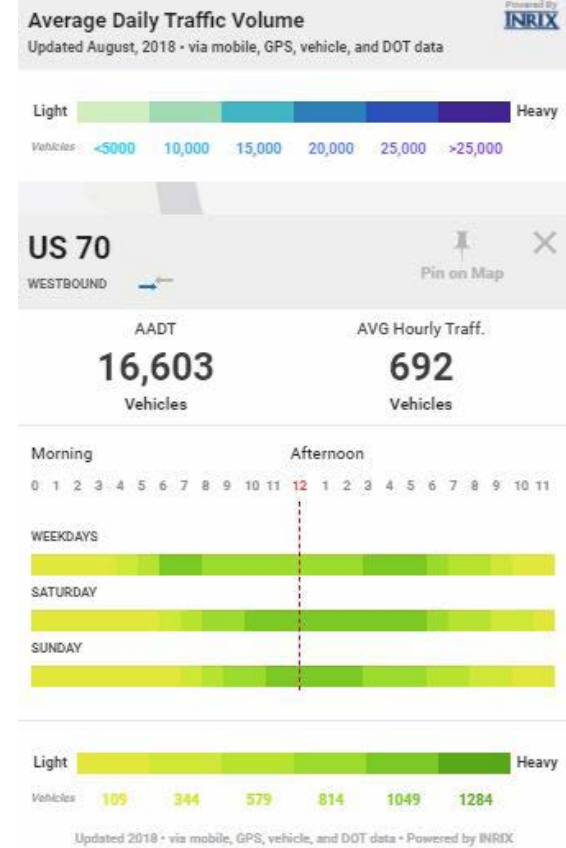 Average Daily Traffic Volume
Powered By
INRIX
Updated August, 2018 • via mobile, GPS, vehicle, and DOT data
Light Heavy
Vehicles <5000 10,000 15,000 20,000 25,000 >25,000
US 70
WESTBOUND
Pin on Map
AADT AVG Hourly Traff.
16,603 692
Vehicles Vehicles
Morning Afternoon
0 1 2 3 4 5 6 7 8 9 10 11 12 1 2 3 4 5 6 7 8 9 10 11
WEEKDAYS
SATURDAY
SUNDAY
Light Heavy
Vehicles 109 344 579 814 1049 1284
Updated 2018 • via mobile, GPS, vehicle, and DOT data • Powered by INRIX